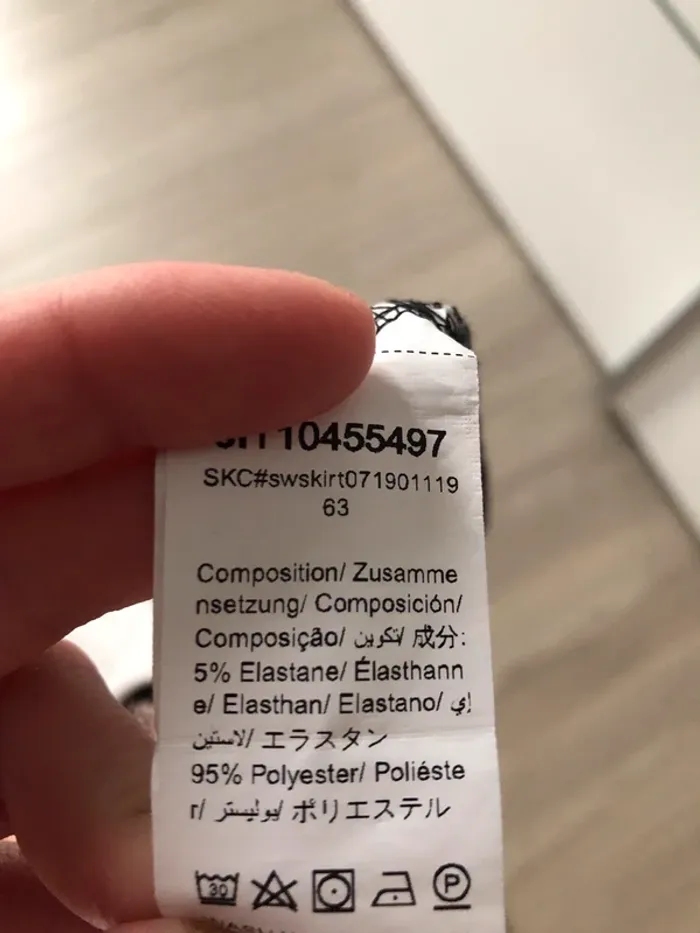 10455497
SKC#swskirt071901119
63
Composition/ Zusamme
nsetzung/ Composición/
Composição/ تكوين/ 成分:
5% Elastane/ Élasthann
e/ Elasthan/ Elastano/ إي
لاستين/ エラスタン
95% Polyester/ Poliéste
r/ بوليستر/ ポリエステル
30
P